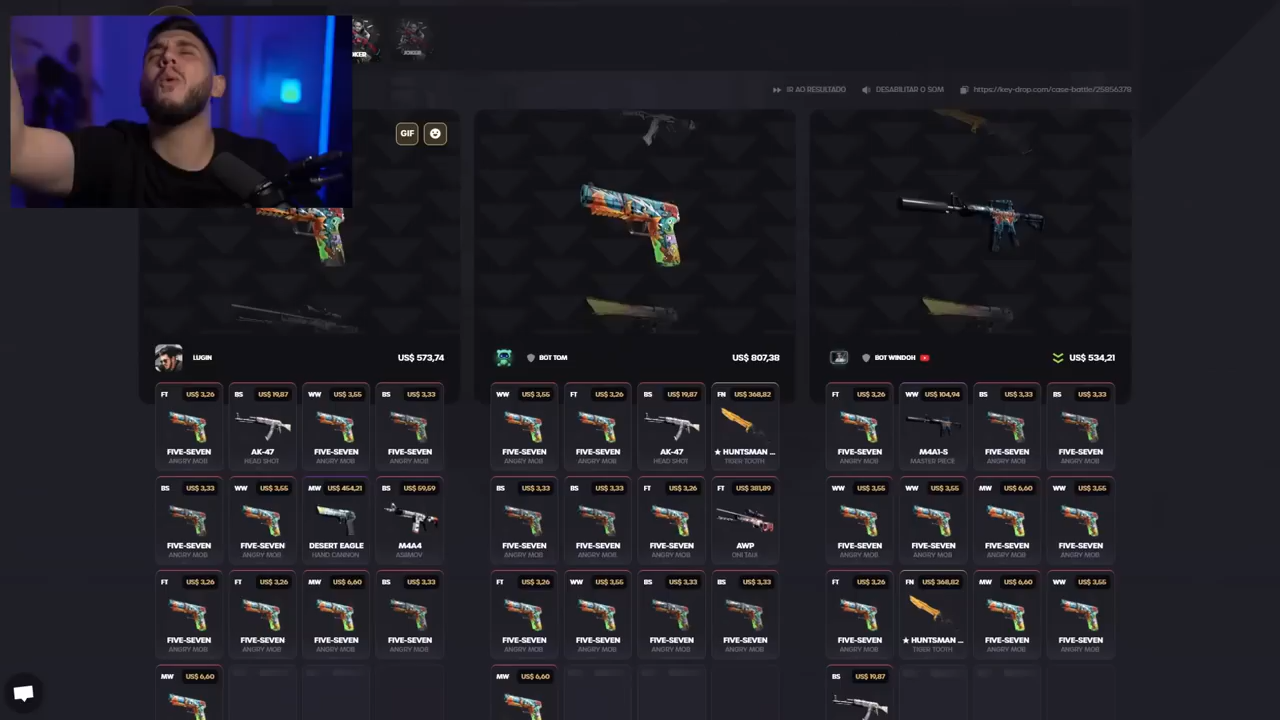 JOKER
IR AO RESULTADO
DESABILITAR O SOM
https://key-drop.com/case-battle/25856378
GIF
LUGIN
US$ 573,74
BOT TOM
US$ 807,38
BOT WINDOH
US$ 534,21
FT US$ 3,26
BS US$ 19,87
WW US$ 3,55
BS US$ 3,33
WW US$ 3,55
FT US$ 3,26
BS US$ 19,87
FN US$ 368,82
FT US$ 3,26
WW US$ 104,94
BS US$ 3,33
BS US$ 3,33
FIVE-SEVEN
AK-47
FIVE-SEVEN
FIVE-SEVEN
FIVE-SEVEN
FIVE-SEVEN
AK-47
★ HUNTSMAN ...
FIVE-SEVEN
M4A1-S
FIVE-SEVEN
FIVE-SEVEN
ANGRY MOB
HEAD SHOT
ANGRY MOB
ANGRY MOB
ANGRY MOB
ANGRY MOB
HEAD SHOT
TIGER TOOTH
ANGRY MOB
MASTER PIECE
ANGRY MOB
ANGRY MOB
BS US$ 3,33
WW US$ 3,55
MW US$ 454,21
BS US$ 59,59
BS US$ 3,33
BS US$ 3,33
FT US$ 3,26
FT US$ 381,89
WW US$ 3,55
WW US$ 3,55
MW US$ 6,60
WW US$ 3,55
FIVE-SEVEN
FIVE-SEVEN
DESERT EAGLE
M4A4
FIVE-SEVEN
FIVE-SEVEN
FIVE-SEVEN
AWP
FIVE-SEVEN
FIVE-SEVEN
FIVE-SEVEN
FIVE-SEVEN
ANGRY MOB
ANGRY MOB
HAND CANNON
ASIIMOV
ANGRY MOB
ANGRY MOB
ANGRY MOB
ONI TAIJI
ANGRY MOB
ANGRY MOB
ANGRY MOB
ANGRY MOB
FT US$ 3,26
FT US$ 3,26
MW US$ 6,60
BS US$ 3,33
FT US$ 3,26
WW US$ 3,55
BS US$ 3,33
BS US$ 3,33
FT US$ 3,26
FN US$ 368,82
MW US$ 6,60
WW US$ 3,55
FIVE-SEVEN
FIVE-SEVEN
FIVE-SEVEN
FIVE-SEVEN
FIVE-SEVEN
FIVE-SEVEN
FIVE-SEVEN
FIVE-SEVEN
FIVE-SEVEN
★ HUNTSMAN ...
FIVE-SEVEN
FIVE-SEVEN
ANGRY MOB
ANGRY MOB
ANGRY MOB
ANGRY MOB
ANGRY MOB
ANGRY MOB
ANGRY MOB
ANGRY MOB
ANGRY MOB
TIGER TOOTH
ANGRY MOB
ANGRY MOB
MW US$ 6,60
MW US$ 6,60
BS US$ 19,87